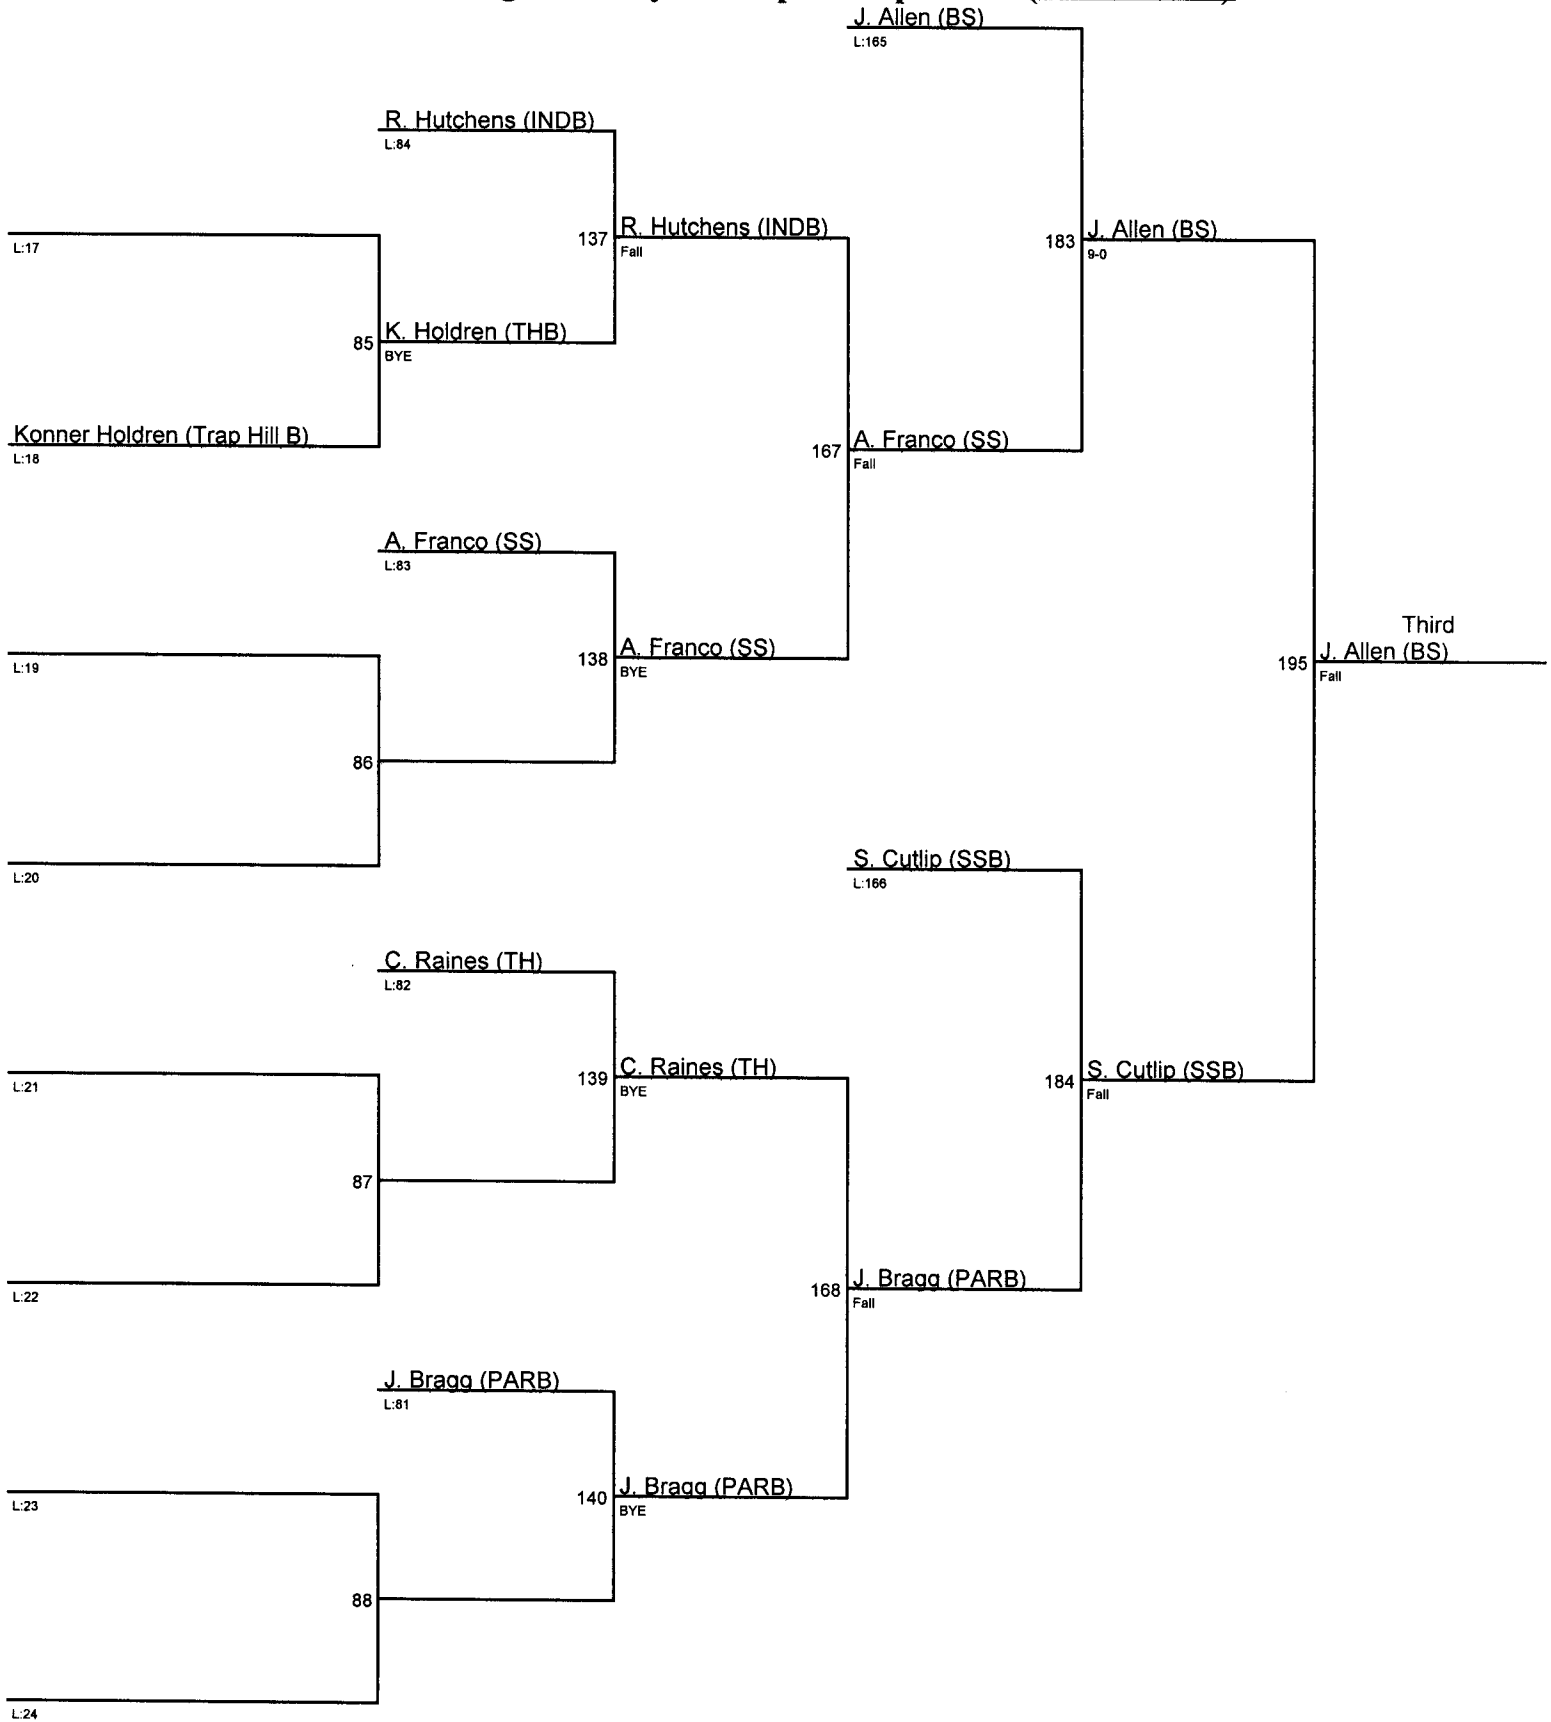 J. Allen (BS)
L:165
R. Hutchens (INDB)
L:84
137 R. Hutchens (INDB)
Fall
L:17
183 J. Allen (BS)
9-0
85 K. Holdren (THB)
BYE
Konner Holdren (Trap Hill B)
L:18
167 A. Franco (SS)
Fall
A. Franco (SS)
L:83
138 A. Franco (SS)
BYE
L:19
Third
195 J. Allen (BS)
Fall
86
L:20
S. Cutlip (SSB)
L:166
C. Raines (TH)
L:82
139 C. Raines (TH)
BYE
L:21
184 S. Cutlip (SSB)
Fall
87
L:22
168 J. Bragg (PARB)
Fall
J. Bragg (PARB)
L:81
140 J. Bragg (PARB)
BYE
L:23
88
L:24